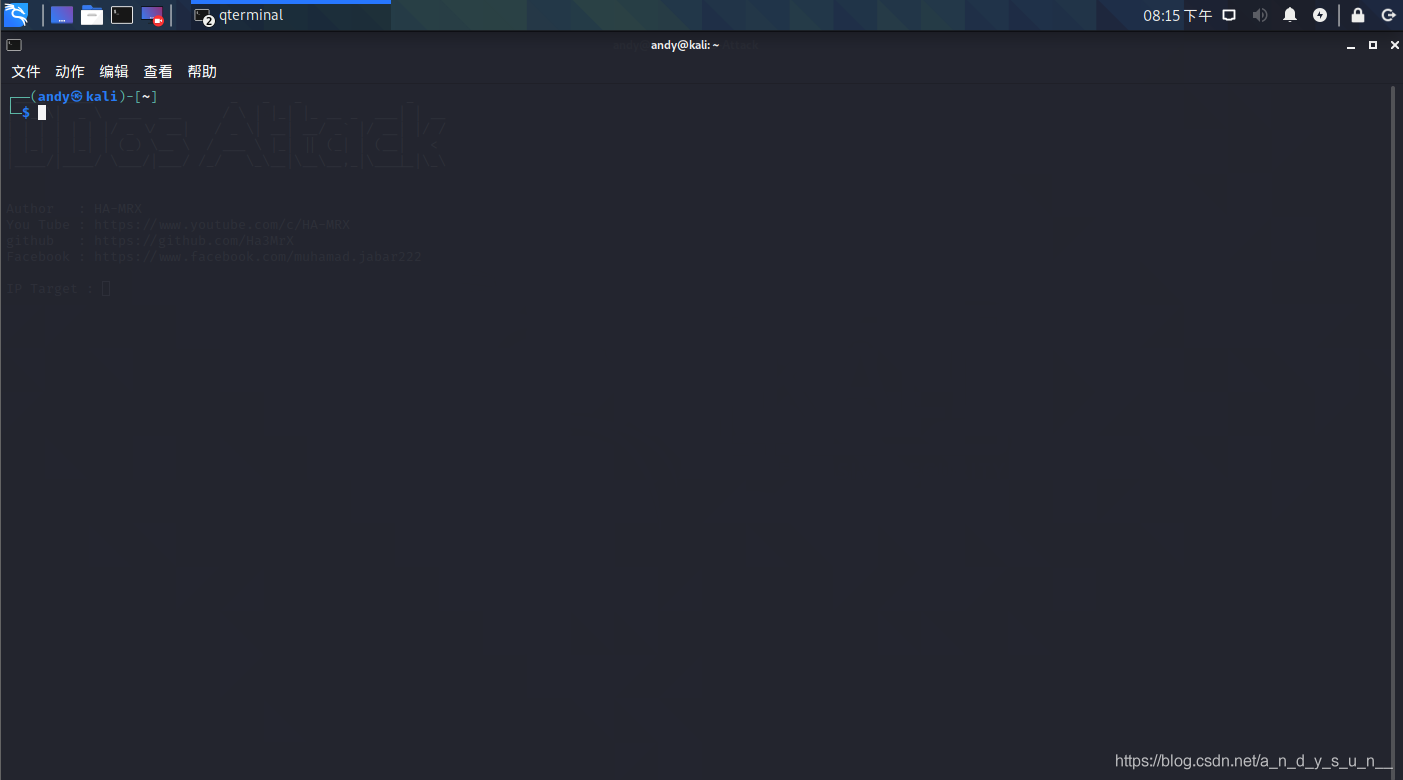 qterminal
08:15 下午
andy@kali: ~
文件 动作 编辑 查看 帮助
┌──(andy㉿kali)-[~]
└─$
DDos Attack
Author : HA-MRX
You Tube : https://www.youtube.com/c/HA-MRX
github : https://github.com/Ha3MrX
Facebook : https://www.facebook.com/muhamad.jabar222
IP Target :
https://blog.csdn.net/a_n_d_y_s_u_n__